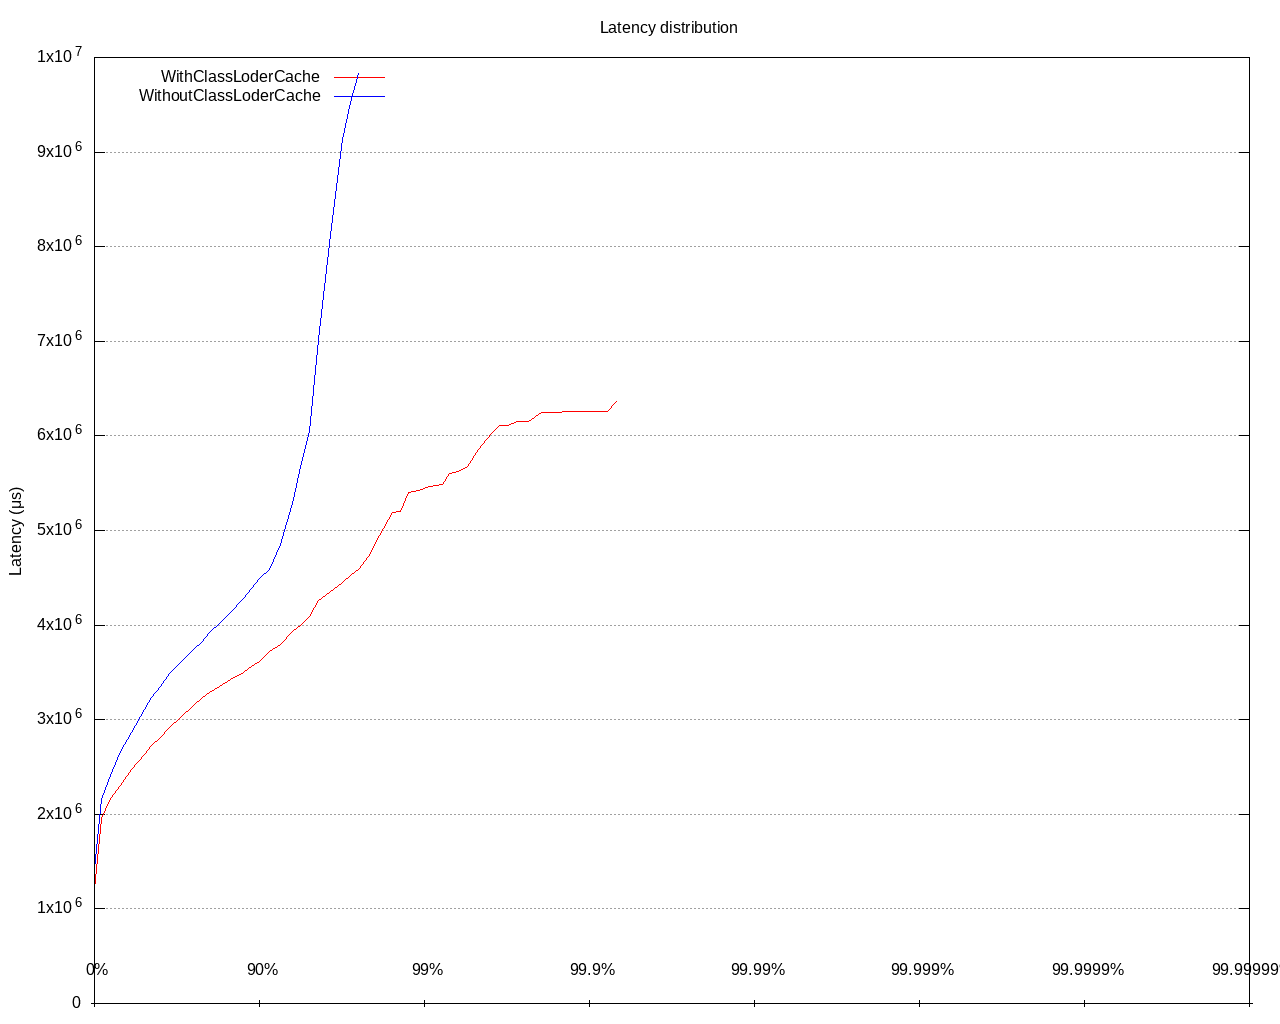 Latency distribution
1x10^7
WithClassLoderCache
WithoutClassLoderCache
9x10^6
8x10^6
7x10^6
6x10^6
5x10^6
Latency (µs)
4x10^6
3x10^6
2x10^6
1x10^6
0% 90% 99% 99.9% 99.99% 99.999% 99.9999% 99.99999
0